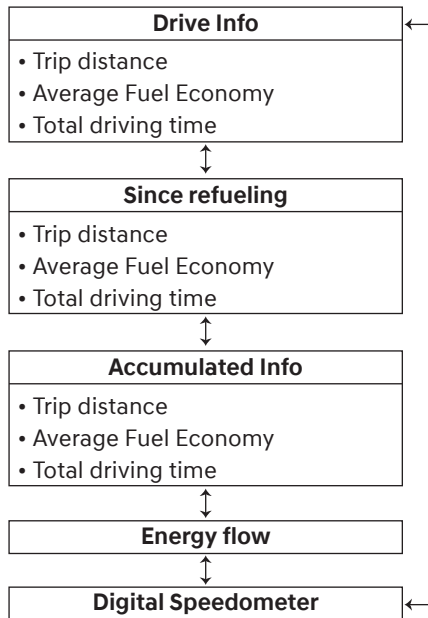 Drive Info
• Trip distance
• Average Fuel Economy
• Total driving time
Since refueling
• Trip distance
• Average Fuel Economy
• Total driving time
Accumulated Info
• Trip distance
• Average Fuel Economy
• Total driving time
Energy flow
Digital Speedometer